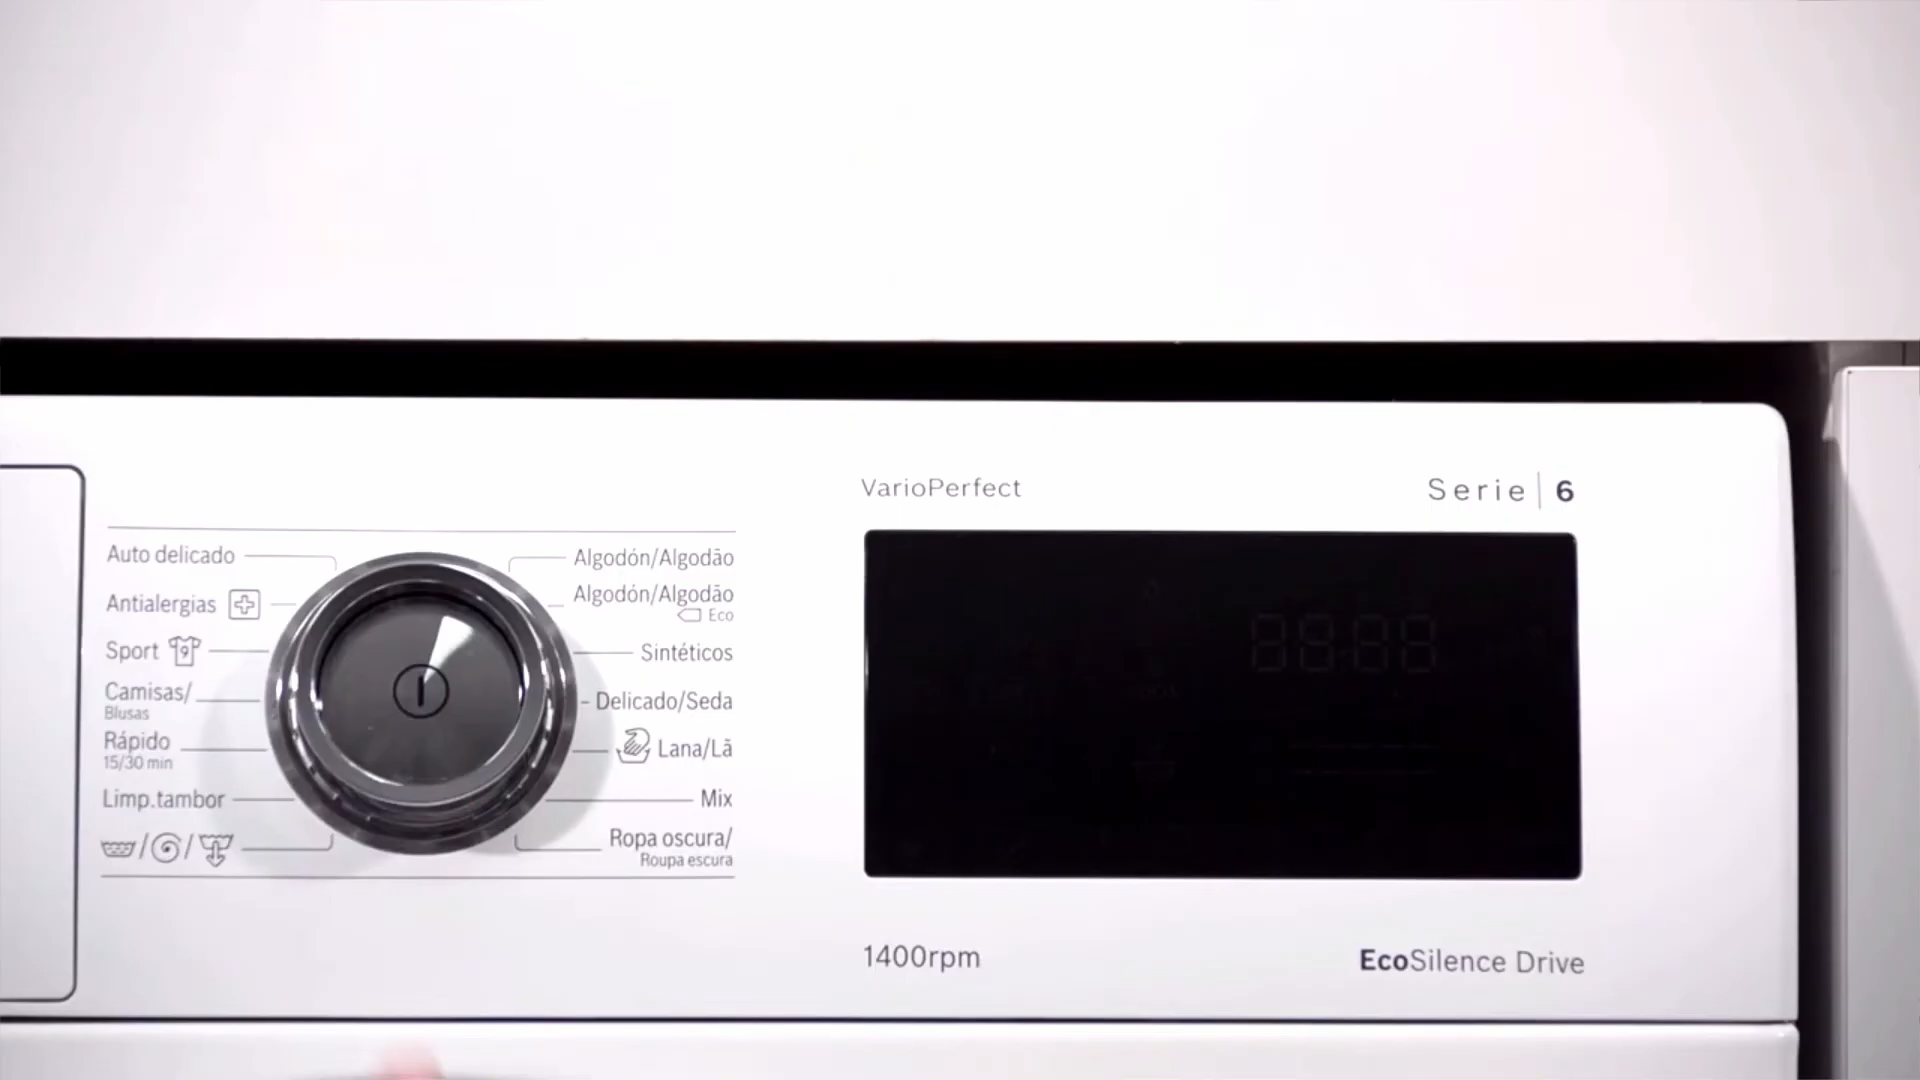 VarioPerfect
Serie | 6
Auto delicado
Antialergias
Sport 9
Camisas/
Blusas
Rápido
15/30 min
Limp.tambor
Algodón/Algodão
Algodón/Algodão
Eco
Sintéticos
Delicado/Seda
Lana/Lã
Mix
Ropa oscura/
Roupa escura
1400rpm
EcoSilence Drive